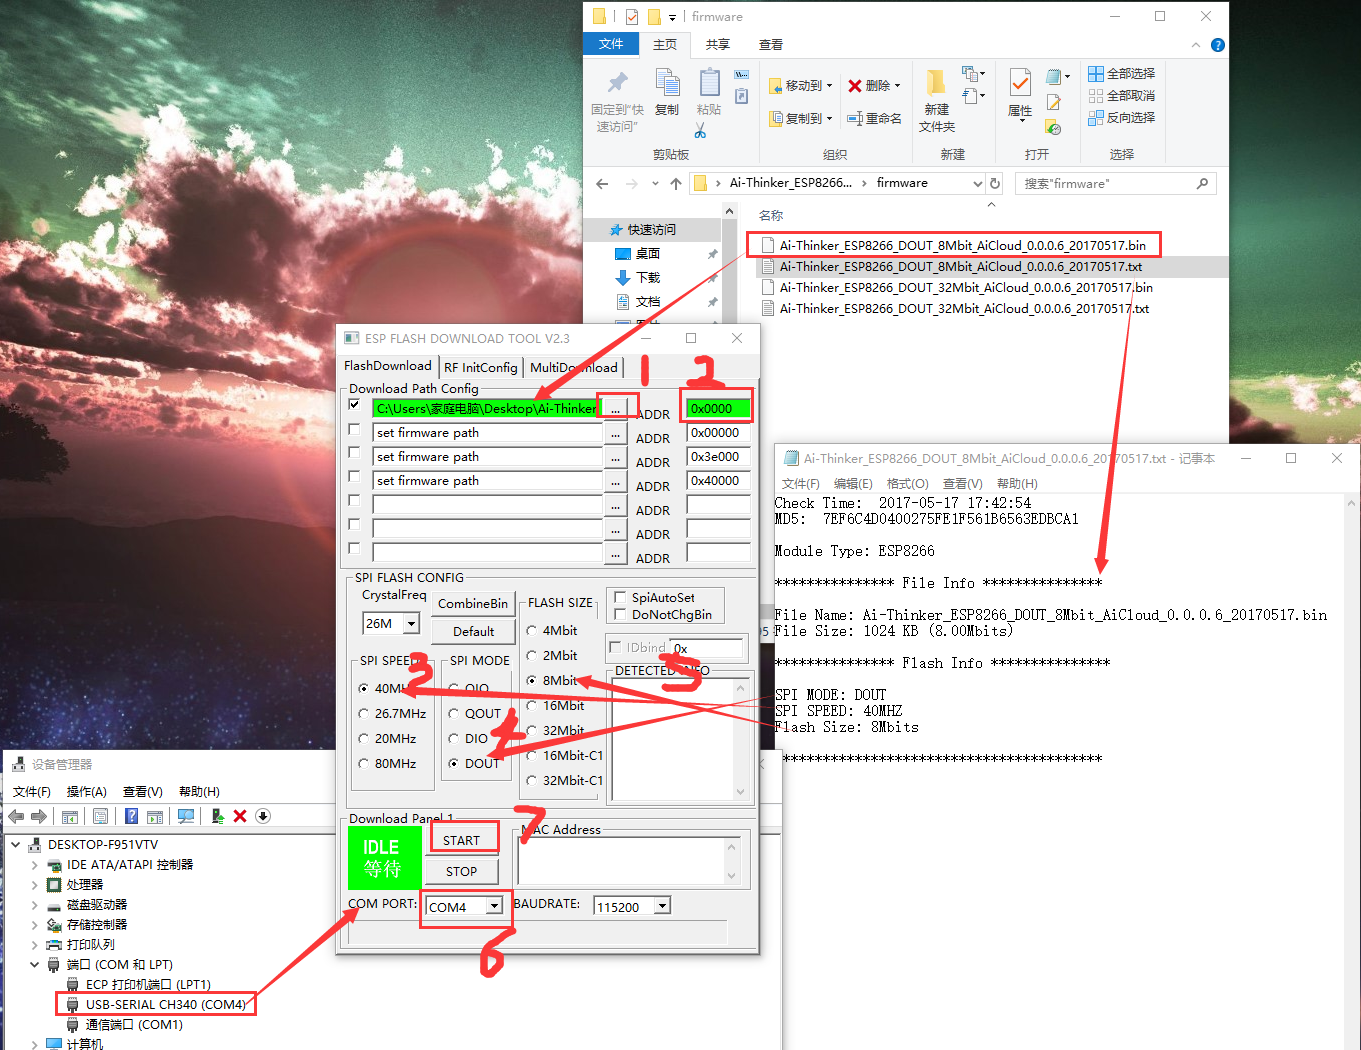 firmware
文件 主页 共享 查看
固定到"快速访问"
复制
粘贴
移动到
复制到
删除
重命名
新建
文件夹
属性
全部选择
全部取消
反向选择
剪贴板 组织 新建 打开 选择
Ai-Thinker_ESP8266... › firmware
搜索"firmware"
快速访问
桌面
下载
文档
名称
Ai-Thinker_ESP8266_DOUT_8Mbit_AiCloud_0.0.0.6_20170517.bin
Ai-Thinker_ESP8266_DOUT_8Mbit_AiCloud_0.0.0.6_20170517.txt
Ai-Thinker_ESP8266_DOUT_32Mbit_AiCloud_0.0.0.6_20170517.bin
Ai-Thinker_ESP8266_DOUT_32Mbit_AiCloud_0.0.0.6_20170517.txt
ESP FLASH DOWNLOAD TOOL V2.3
FlashDownload RF InitConfig MultiDownload
1 2
Download Path Config
C:\Users\家庭电脑\Desktop\Ai-Thinker ... ADDR 0x0000
set firmware path ... ADDR 0x00000
set firmware path ... ADDR 0x3e000
set firmware path ... ADDR 0x40000
... ADDR
... ADDR
... ADDR
SPI FLASH CONFIG
CrystalFreq
26M
CombineBin
Default
SPI SPEED
3
40MHz
26.7MHz
20MHz
80MHz
SPI MODE
QIO
QOUT
DIO
DOUT
4
FLASH SIZE
4Mbit
2Mbit
8Mbit
16Mbit
32Mbit
16Mbit-C1
32Mbit-C1
SpiAutoSet
DoNotChgBin
IDbind 0x
5
DETECTED INFO
Download Panel 1
IDLE
等待
START
7
STOP
MAC Address
COM PORT: COM4
BAUDRATE: 115200
6
Ai-Thinker_ESP8266_DOUT_8Mbit_AiCloud_0.0.0.6_20170517.txt - 记事本
文件(F) 编辑(E) 格式(O) 查看(V) 帮助(H)
Check Time: 2017-05-17 17:42:54
MD5: 7EF6C4D0400275FE1F561B6563EDBCA1
Module Type: ESP8266
*************** File Info ***************
File Name: Ai-Thinker_ESP8266_DOUT_8Mbit_AiCloud_0.0.0.6_20170517.bin
File Size: 1024 KB (8.00Mbits)
*************** Flash Info ***************
SPI MODE: DOUT
SPI SPEED: 40MHZ
Flash Size: 8Mbits
*****************************************
设备管理器
文件(F) 操作(A) 查看(V) 帮助(H)
DESKTOP-F951VTV
IDE ATA/ATAPI 控制器
处理器
磁盘驱动器
存储控制器
打印队列
端口 (COM 和 LPT)
ECP 打印机端口 (LPT1)
USB-SERIAL CH340 (COM4)
通信端口 (COM1)
计算机